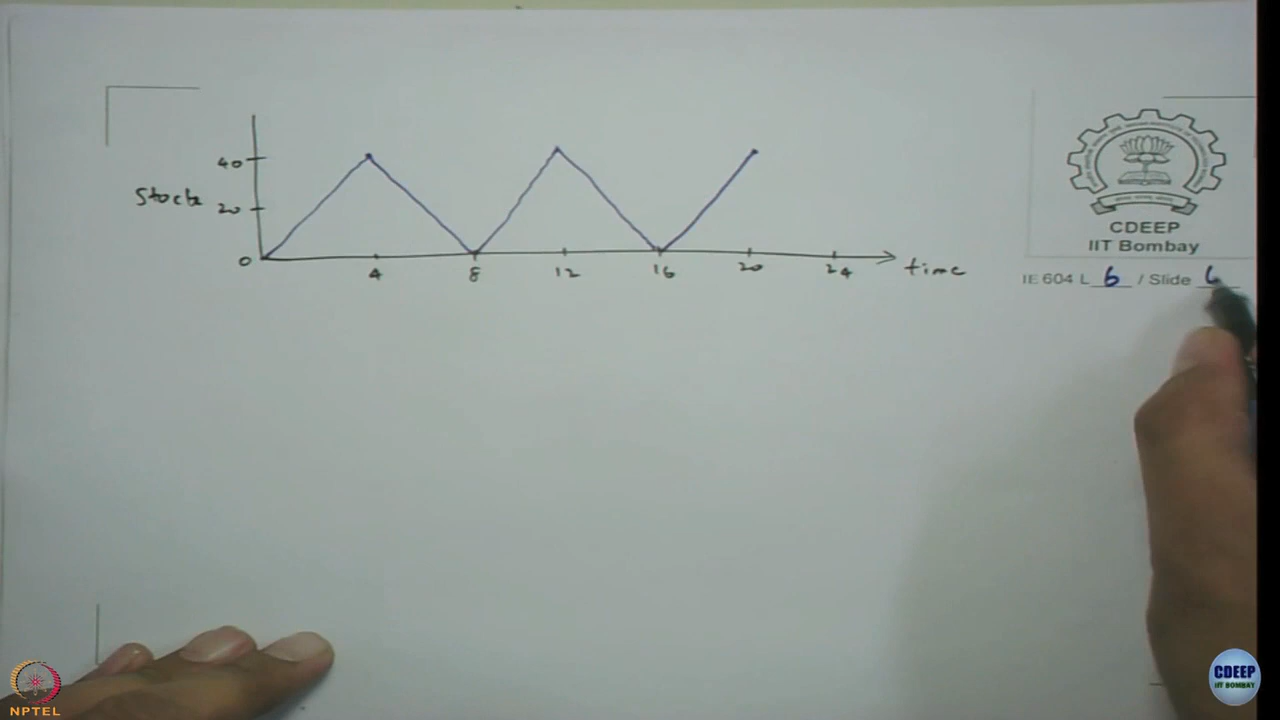 40
Stock 20
0
4 8 12 16 20 24 time
CDEEP
IIT Bombay
IE 604 L 6 / Slide 6
NPTEL
CDEEP
IIT BOMBAY